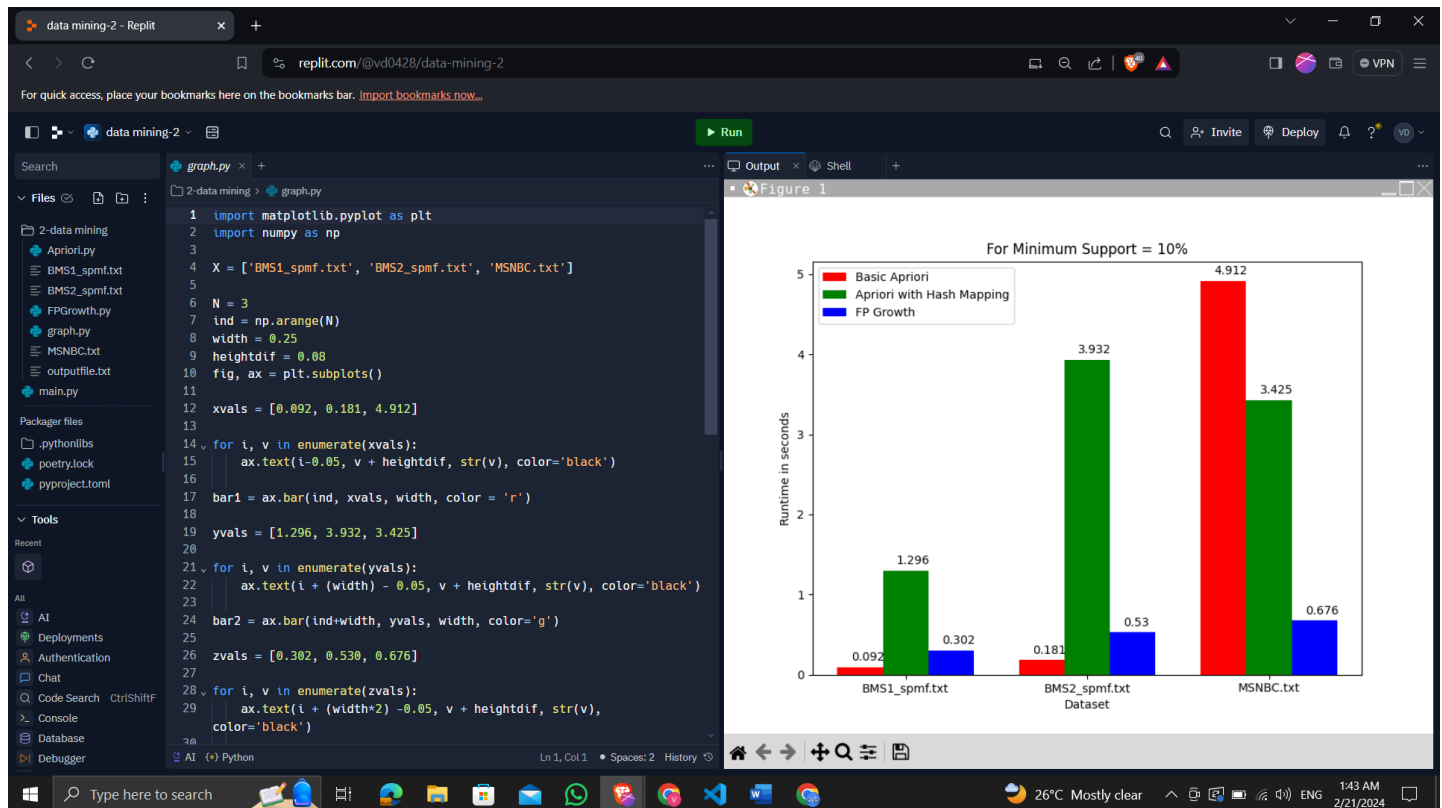 data mining-2 - Replit
replit.com/@vd0428/data-mining-2
40
VPN
For quick access, place your bookmarks here on the bookmarks bar. Import bookmarks now...
data mining-2
Run
Invite
Deploy
?
VD
Search
Files
2-data mining
Apriori.py
BMS1_spmf.txt
BMS2_spmf.txt
FPGrowth.py
graph.py
MSNBC.txt
outputfile.txt
main.py
Packager files
.pythonlibs
poetry.lock
pyproject.toml
Tools
Recent
All
AI
Deployments
Authentication
Chat
Code Search CtrlShiftF
Console
Database
Debugger
graph.py
2-data mining > graph.py
1 import matplotlib.pyplot as plt
2 import numpy as np
3
4 X = ['BMS1_spmf.txt', 'BMS2_spmf.txt', 'MSNBC.txt']
5
6 N = 3
7 ind = np.arange(N)
8 width = 0.25
9 heightdif = 0.08
10 fig, ax = plt.subplots()
11
12 xvals = [0.092, 0.181, 4.912]
13
14 for i, v in enumerate(xvals):
15 ax.text(i-0.05, v + heightdif, str(v), color='black')
16
17 bar1 = ax.bar(ind, xvals, width, color = 'r')
18
19 yvals = [1.296, 3.932, 3.425]
20
21 for i, v in enumerate(yvals):
22 ax.text(i + (width) - 0.05, v + heightdif, str(v), color='black')
23
24 bar2 = ax.bar(ind+width, yvals, width, color='g')
25
26 zvals = [0.302, 0.530, 0.676]
27
28 for i, v in enumerate(zvals):
29 ax.text(i + (width*2) -0.05, v + heightdif, str(v),
color='black')
30
AI {•} Python
Ln 1, Col 1 • Spaces: 2 History
Output
Shell
Figure 1
For Minimum Support = 10%
Basic Apriori
Apriori with Hash Mapping
FP Growth
Runtime in seconds
5
4
3
2
1
0
0.092
1.296
0.302
0.181
3.932
0.53
4.912
3.425
0.676
BMS1_spmf.txt
BMS2_spmf.txt
MSNBC.txt
Dataset
Type here to search
26°C Mostly clear
ENG
1:43 AM
2/21/2024